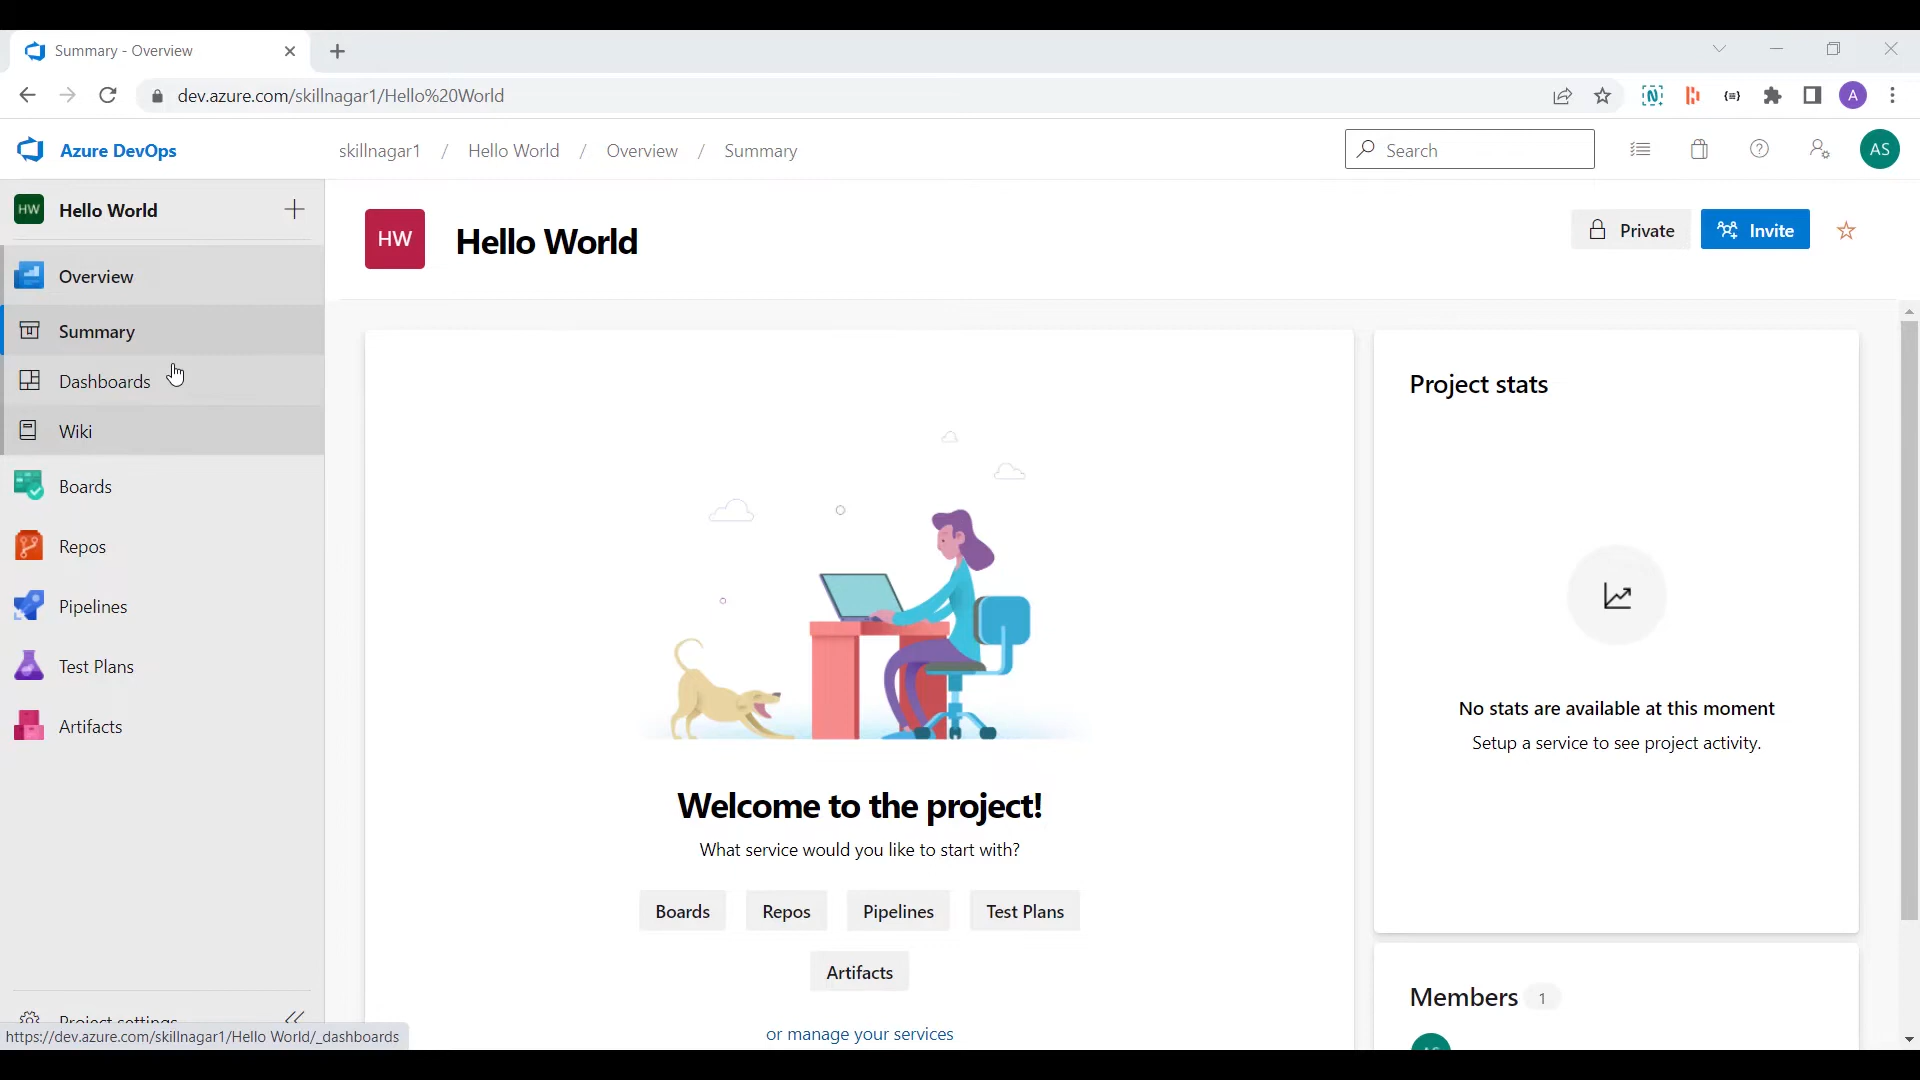 Summary - Overview
dev.azure.com/skillnagar1/Hello%20World
A
Azure DevOps
skillnagar1 / Hello World / Overview / Summary
Search
AS
HW Hello World
HW Hello World
Private
Invite
Overview
Summary
Dashboards
Wiki
Boards
Repos
Pipelines
Test Plans
Artifacts
Project settings
https://dev.azure.com/skillnagar1/Hello World/_dashboards
Welcome to the project!
What service would you like to start with?
Boards Repos Pipelines Test Plans
Artifacts
or manage your services
Project stats
No stats are available at this moment
Setup a service to see project activity.
Members 1
AS